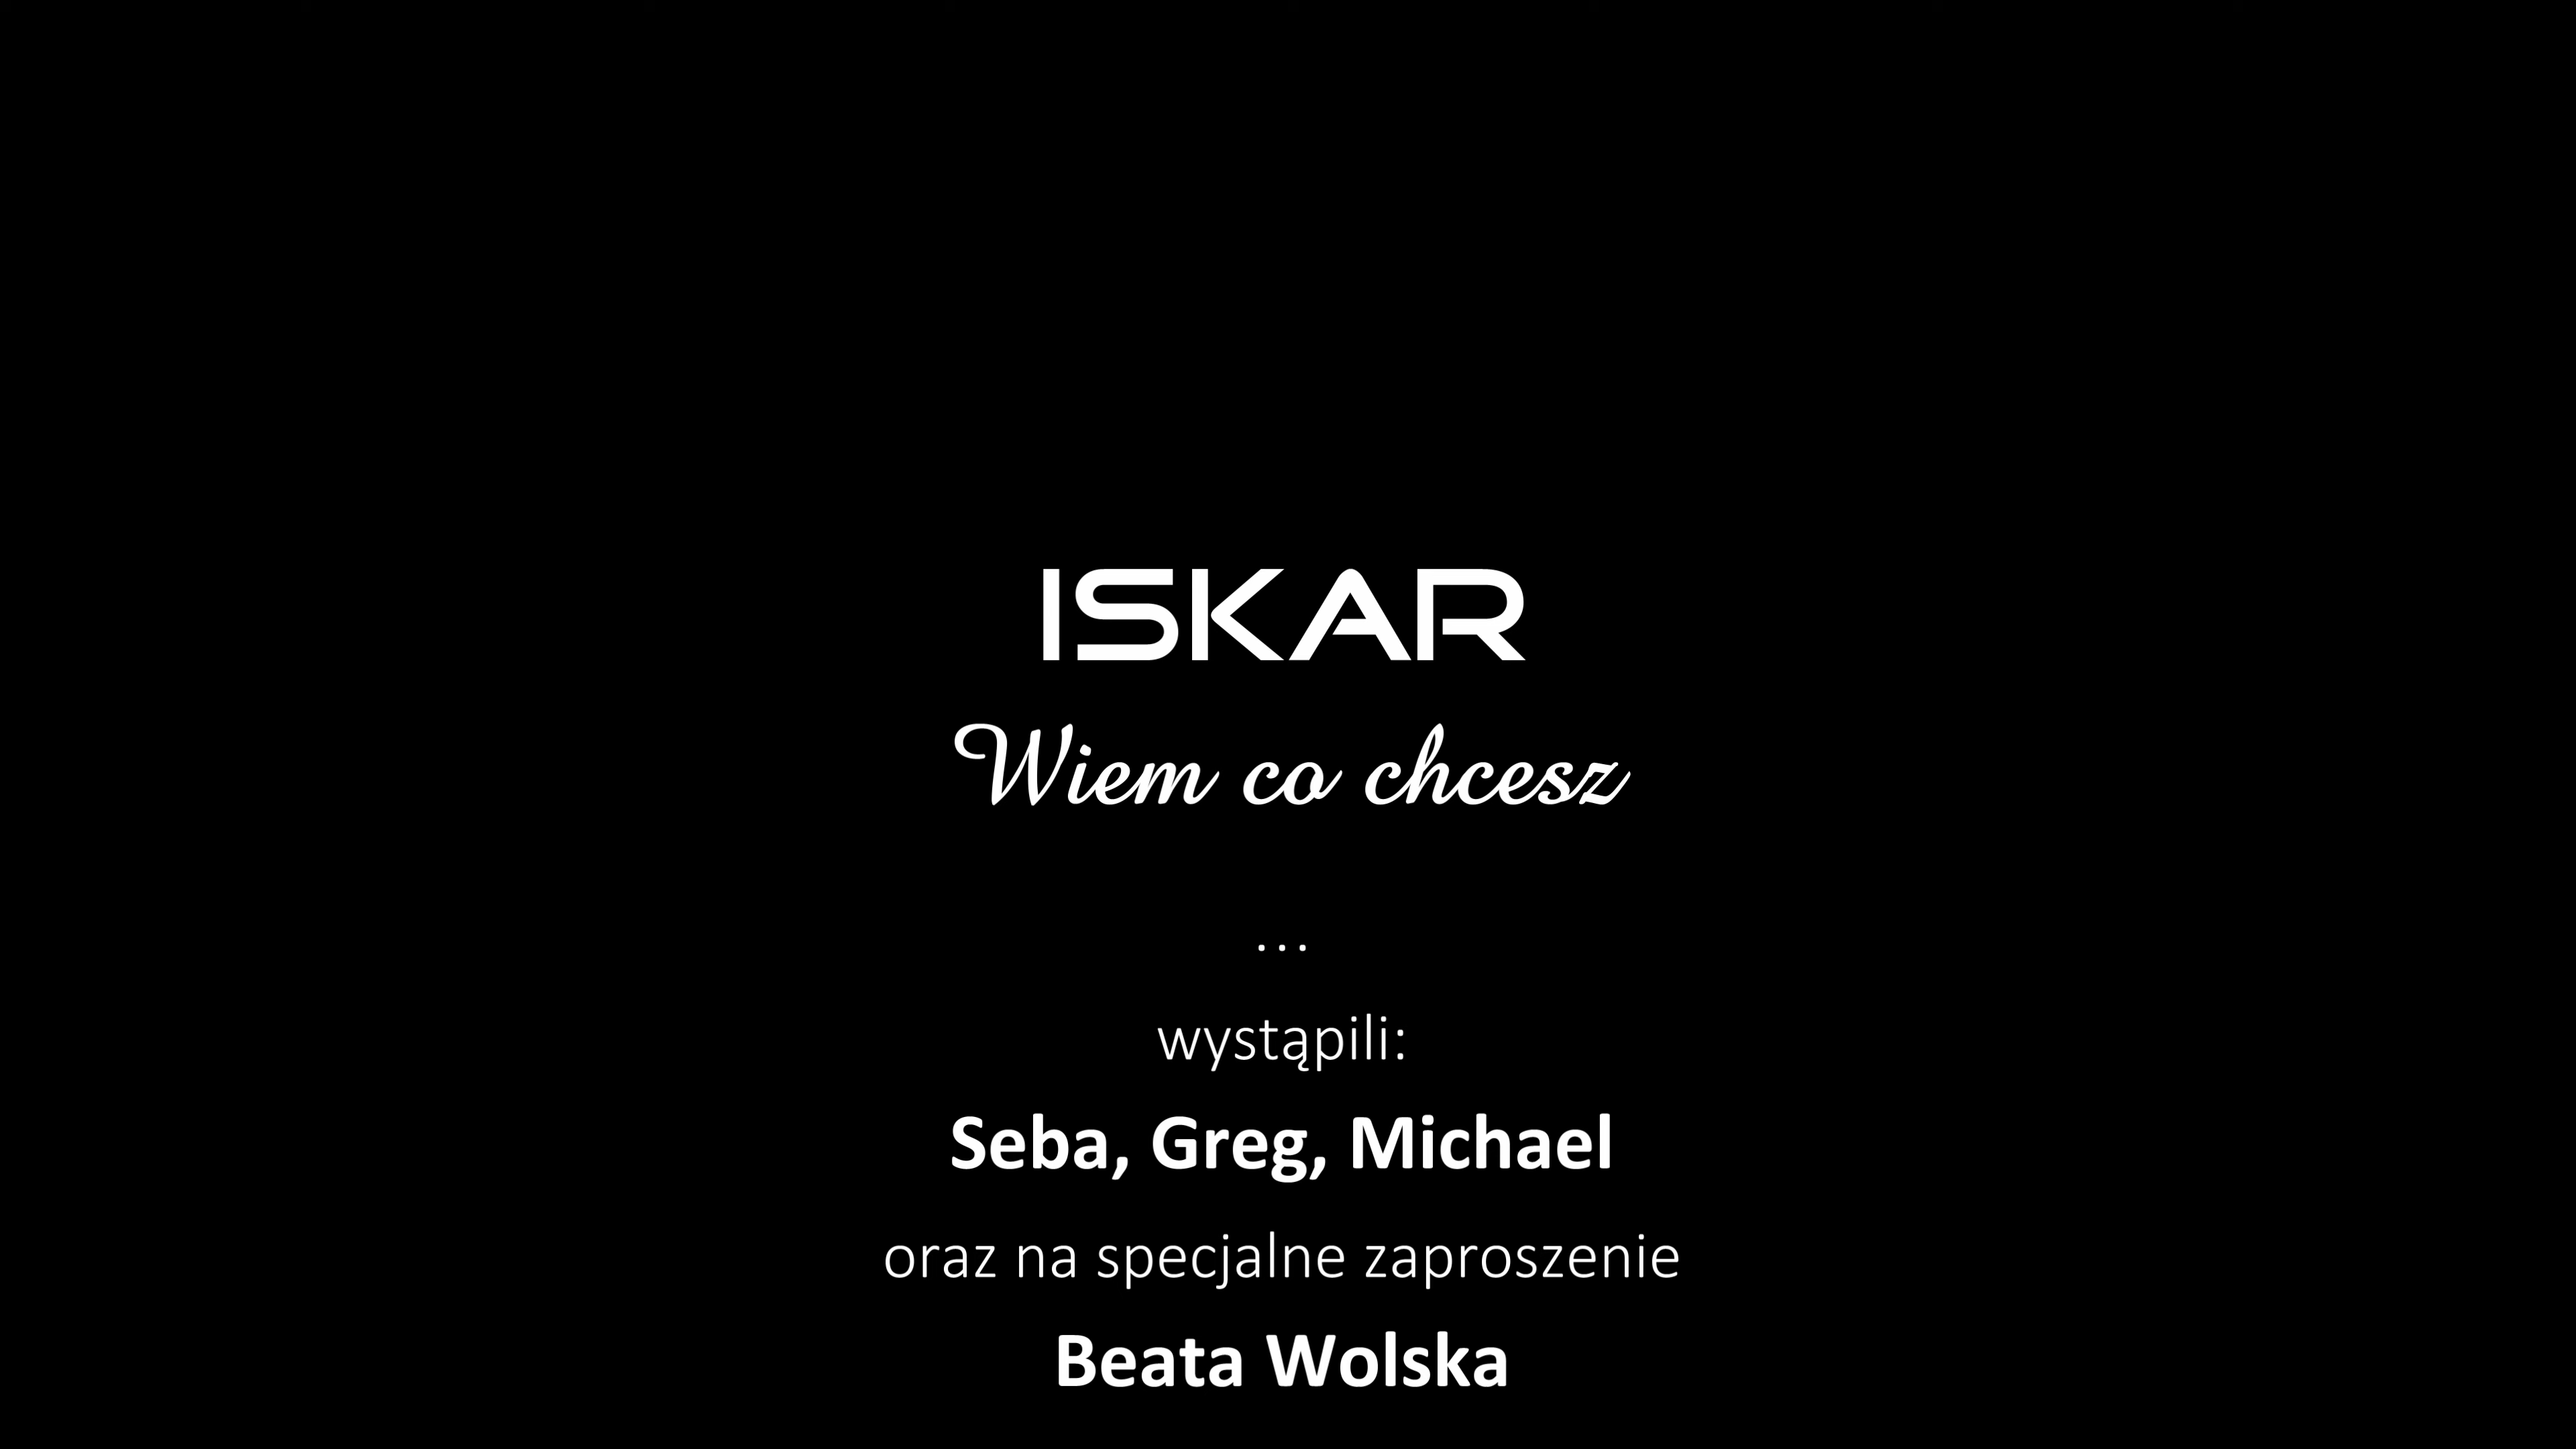 ISKAR
Wiem co chcesz
...
wystąpili:
Seba, Greg, Michael
oraz na specjalne zaproszenie
Beata Wolska